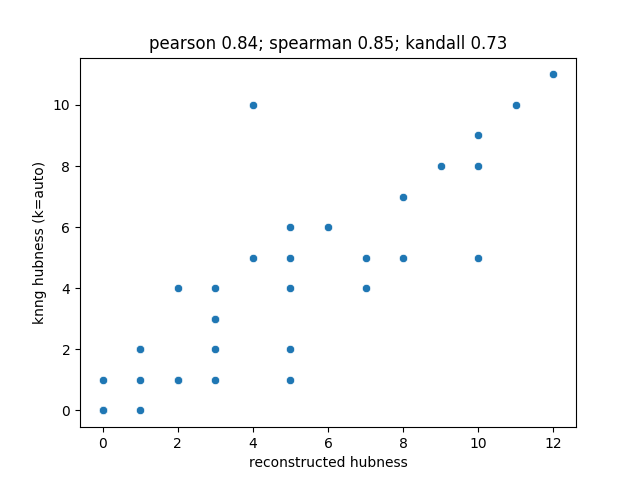 pearson 0.84; spearman 0.85; kandall 0.73
10
8
6
4
2
0
knng hubness (k=auto)
0 2 4 6 8 10 12
reconstructed hubness